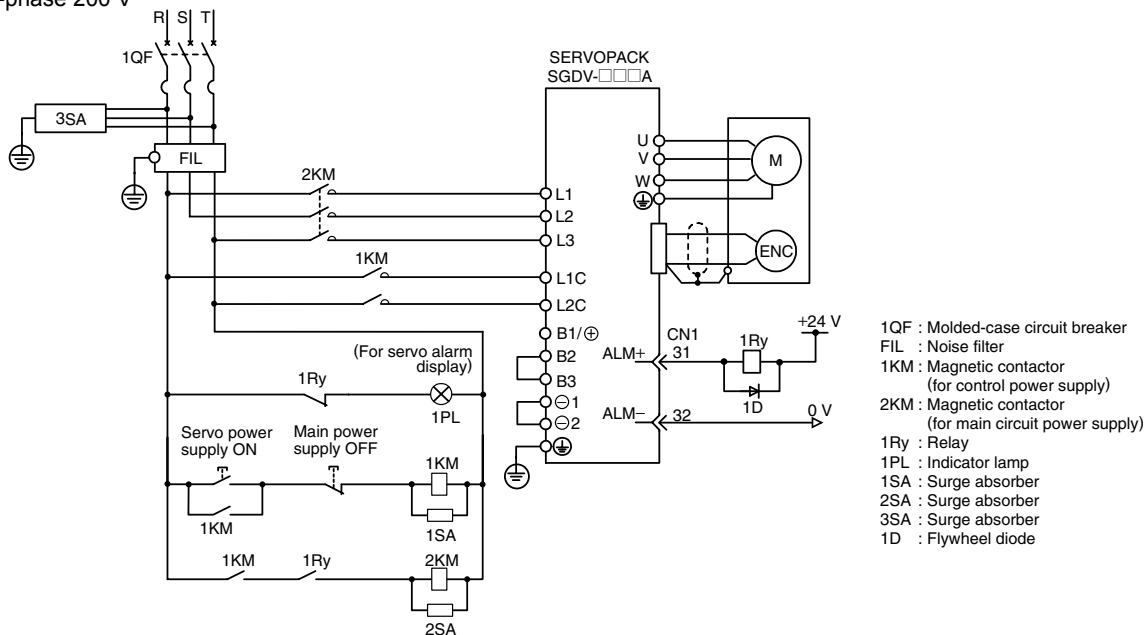 -phase 200 V
R S T
1QF
3SA
FIL
2KM
1KM
SERVOPACK
SGDV-□□□A
L1
L2
L3
L1C
L2C
B1/⊕
B2
B3
⊖1
⊖2
U
V
W
M
ENC
CN1
ALM+ 31
ALM− 32
1Ry
1D
+24 V
0 V
(For servo alarm
display)
1Ry
1PL
Servo power
supply ON
Main power
supply OFF
1KM
1KM
1SA
1KM
1Ry
2KM
2SA
1QF : Molded-case circuit breaker
FIL : Noise filter
1KM : Magnetic contactor
(for control power supply)
2KM : Magnetic contactor
(for main circuit power supply)
1Ry : Relay
1PL : Indicator lamp
1SA : Surge absorber
2SA : Surge absorber
3SA : Surge absorber
1D : Flywheel diode